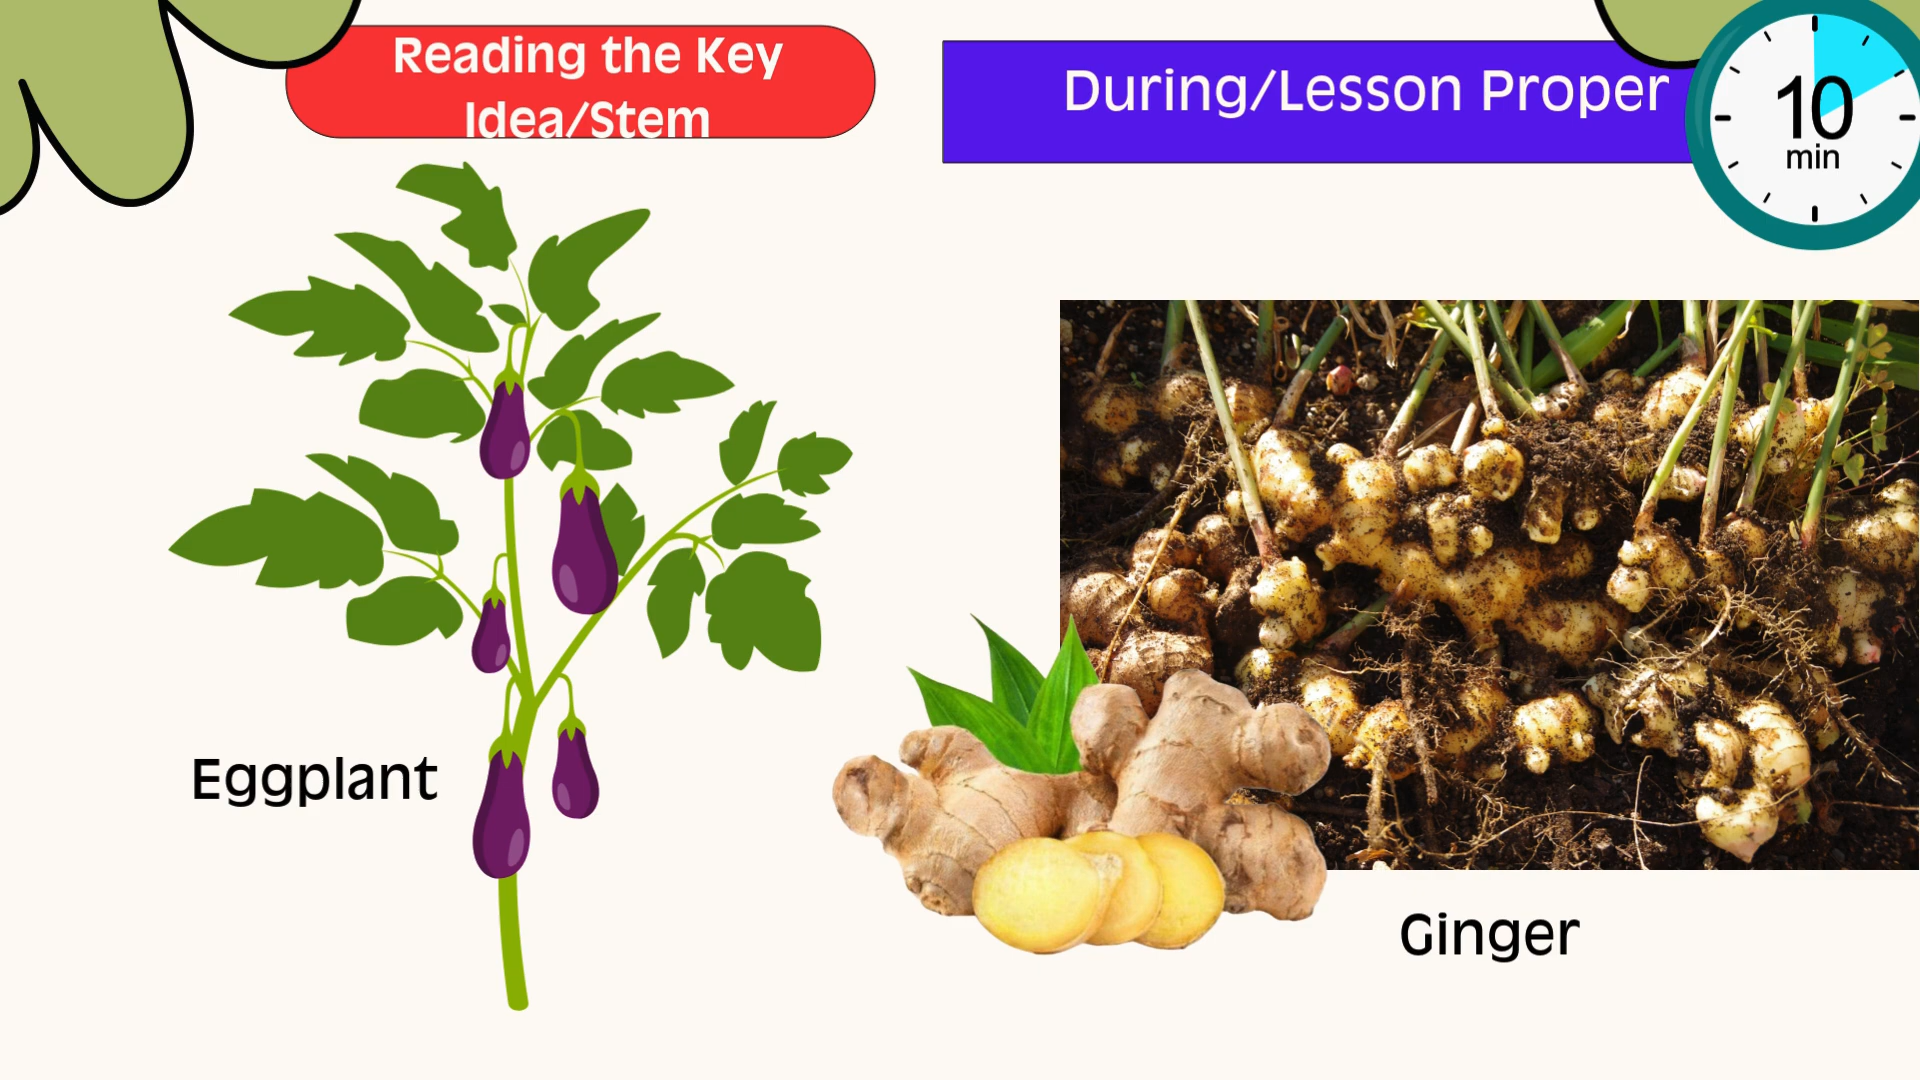 Reading the Key
Idea/Stem
During/Lesson Proper
10
min
Eggplant
Ginger